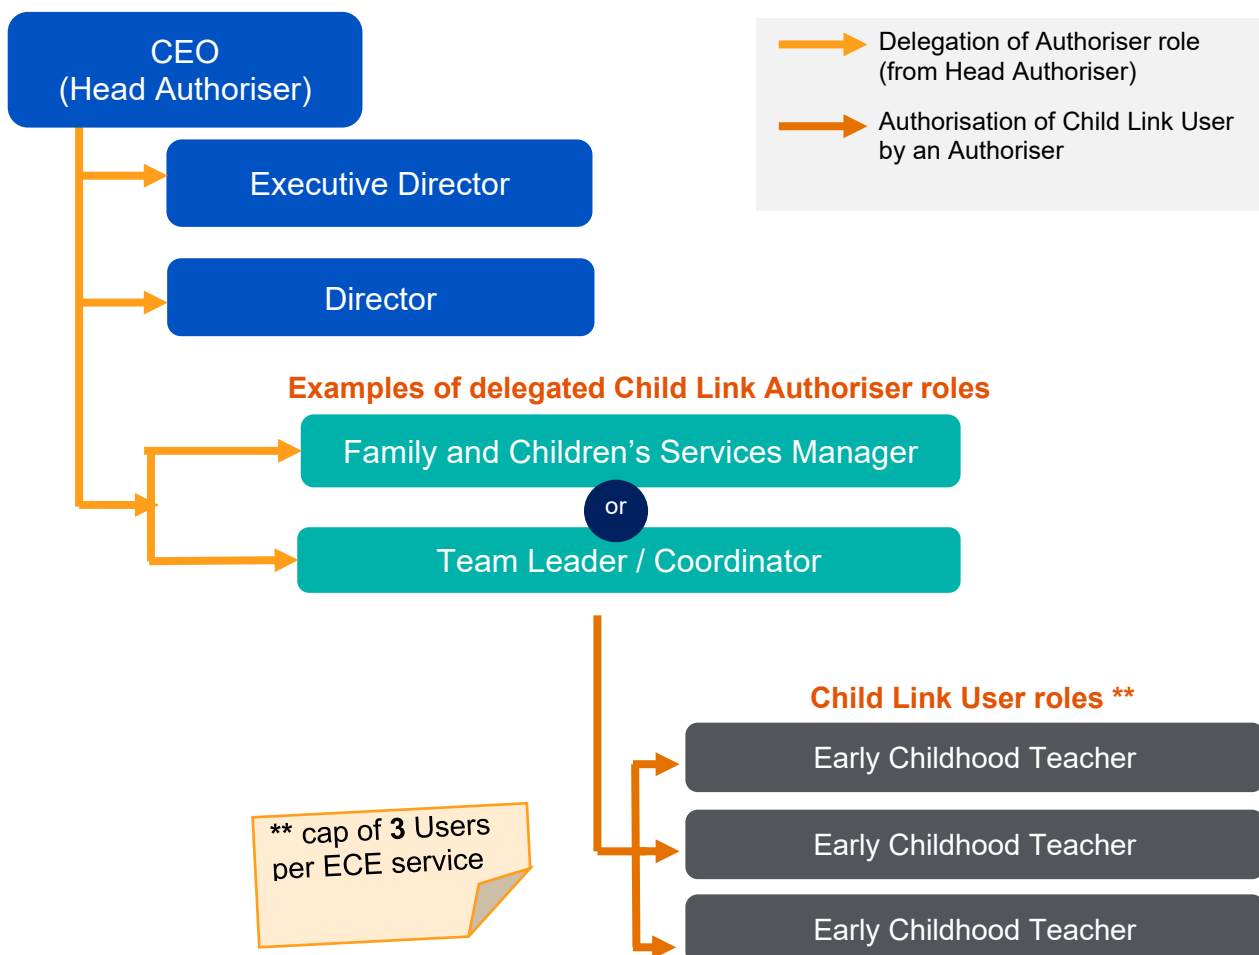 CEO
(Head Authoriser)
Delegation of Authoriser role
(from Head Authoriser)
Authorisation of Child Link User
by an Authoriser
Executive Director
Director
Examples of delegated Child Link Authoriser roles
Family and Children’s Services Manager
or
Team Leader / Coordinator
Child Link User roles **
Early Childhood Teacher
Early Childhood Teacher
Early Childhood Teacher
** cap of 3 Users
per ECE service